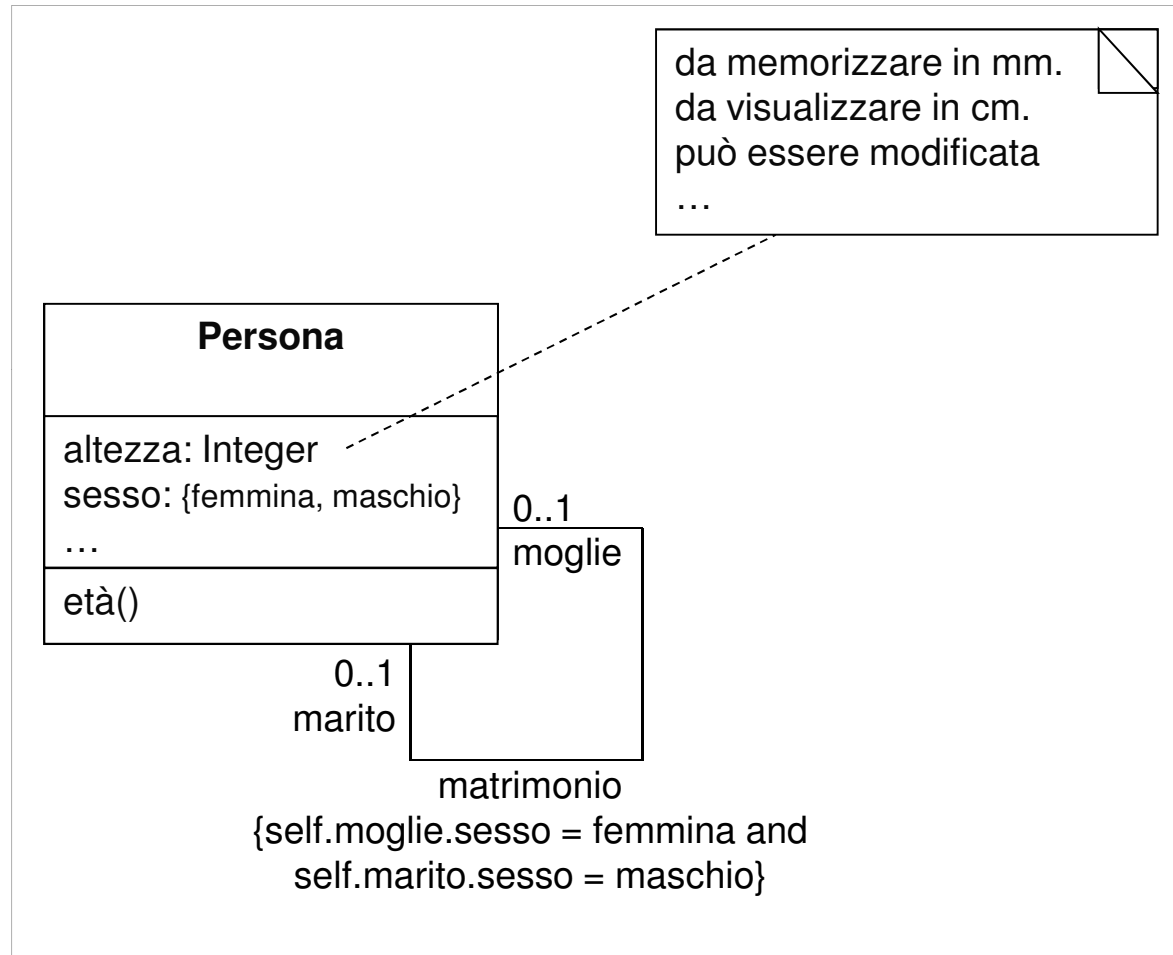 da memorizzare in mm.
da visualizzare in cm.
può essere modificata
…
Persona
altezza: Integer
sesso: {femmina, maschio}
…
età()
0..1
moglie
0..1
marito
matrimonio
{self.moglie.sesso = femmina and
self.marito.sesso = maschio}